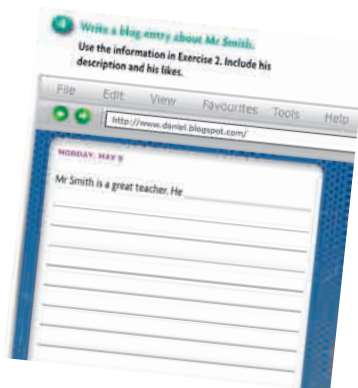 4 Write a blog entry about Mr Smith.
Use the information in Exercise 2. Include his
description and his likes.
File Edit View Favourites Tools Help
http://www.daniel.blogspot.com/
MONDAY, MAY 9
Mr Smith is a great teacher. He